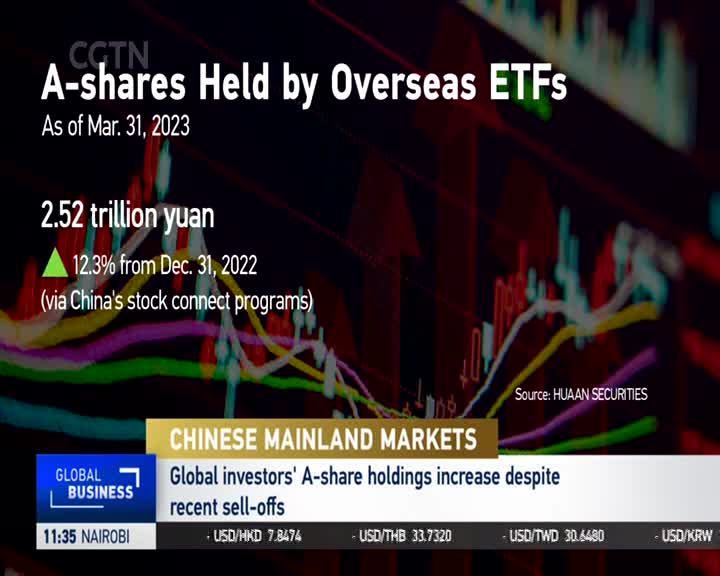 CGTN
A-shares Held by Overseas ETFs
As of Mar. 31, 2023
2.52 trillion yuan
12.3% from Dec. 31, 2022
(via China's stock connect programs)
Source: HUAAN SECURITIES
CHINESE MAINLAND MARKETS
GLOBAL
BUSINESS
Global investors' A-share holdings increase despite
recent sell-offs
11:35 NAIROBI · USD/HKD 7.8474 · USD/THB 33.7320 · USD/TWD 30.6480 · USD/KRW